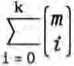 k
∑ (m
i = 0 i)